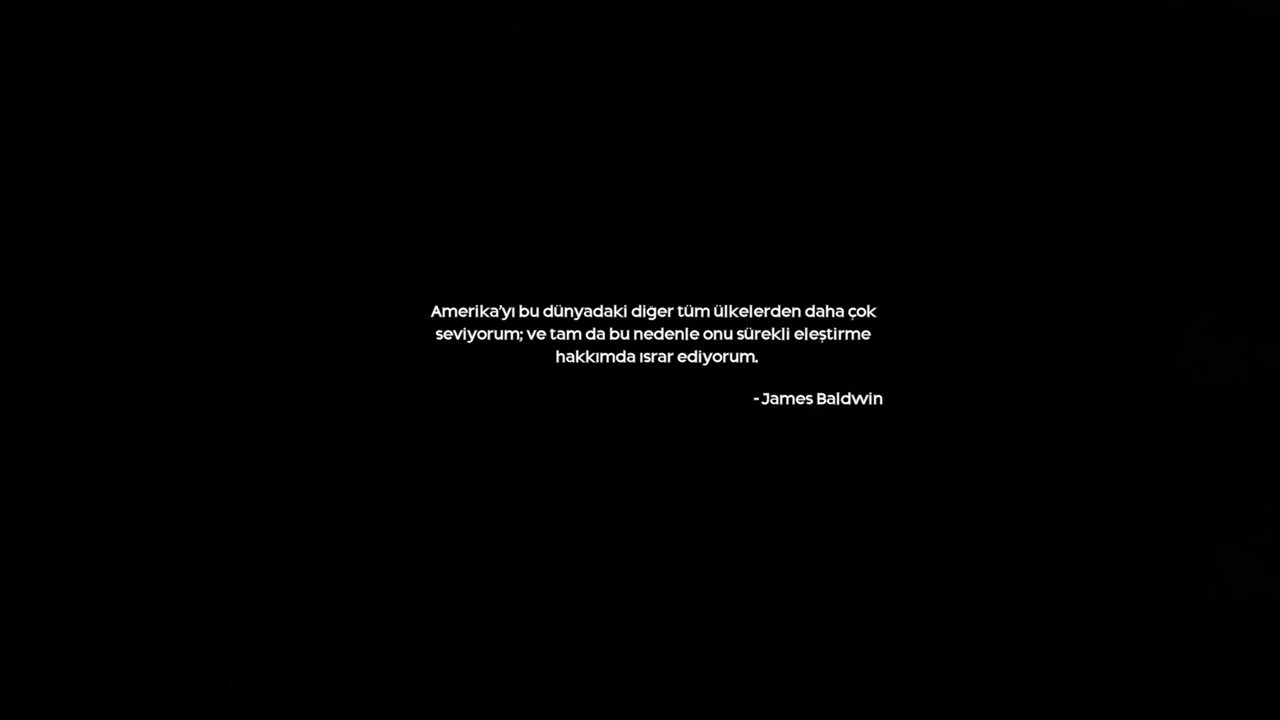 Amerika'yı bu dünyadaki diğer tüm ülkelerden daha çok
seviyorum; ve tam da bu nedenle onu sürekli eleştirme
hakkımda ısrar ediyorum.
- James Baldwin